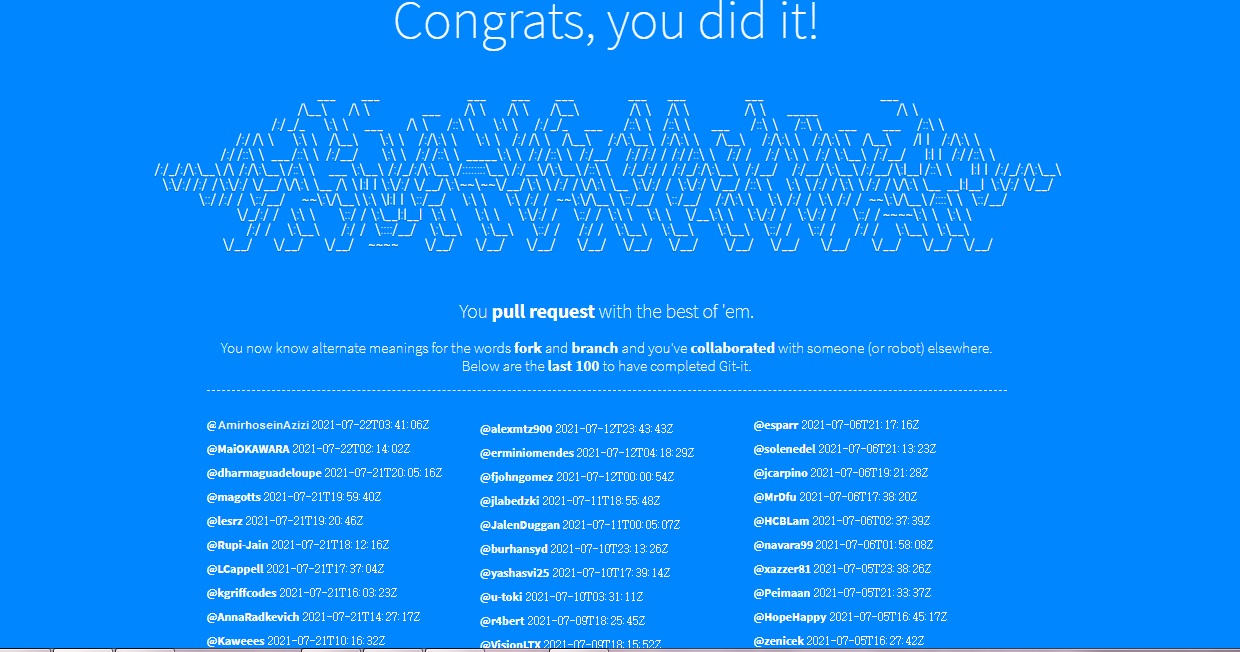 Congrats, you did it!
You pull request with the best of 'em.
You now know alternate meanings for the words fork and branch and you've collaborated with someone (or robot) elsewhere.
Below are the last 100 to have completed Git-it.
@AmirhoseinAzizi 2021-07-22T03:41:06Z
@MaiOKAWARA 2021-07-22T02:14:02Z
@dharmaguadeloupe 2021-07-21T20:05:16Z
@magotts 2021-07-21T19:59:40Z
@lesrz 2021-07-21T19:20:46Z
@Rupi-Jain 2021-07-21T18:12:16Z
@LCappell 2021-07-21T17:37:04Z
@kgriffcodes 2021-07-21T16:03:23Z
@AnnaRadkevich 2021-07-21T14:27:17Z
@Kaweees 2021-07-21T10:16:32Z
@alexmtz900 2021-07-12T23:43:43Z
@erminiomendes 2021-07-12T04:18:29Z
@fjohngomez 2021-07-12T00:00:54Z
@jlabedzki 2021-07-11T18:55:48Z
@JalenDuggan 2021-07-11T00:05:07Z
@burhansyd 2021-07-10T23:13:26Z
@yashasvi25 2021-07-10T17:39:14Z
@u-toki 2021-07-10T03:31:11Z
@r4bert 2021-07-09T18:25:45Z
@VisionLTX 2021-07-09T18:15:52Z
@esparr 2021-07-06T21:17:16Z
@solenedel 2021-07-06T21:13:23Z
@jcarpino 2021-07-06T19:21:28Z
@MrDfu 2021-07-06T17:38:20Z
@HCBLam 2021-07-06T02:37:39Z
@navara99 2021-07-06T01:58:08Z
@xazzer81 2021-07-05T23:38:26Z
@Peimaan 2021-07-05T21:33:37Z
@HopeHappy 2021-07-05T16:45:17Z
@zenicek 2021-07-05T16:27:42Z